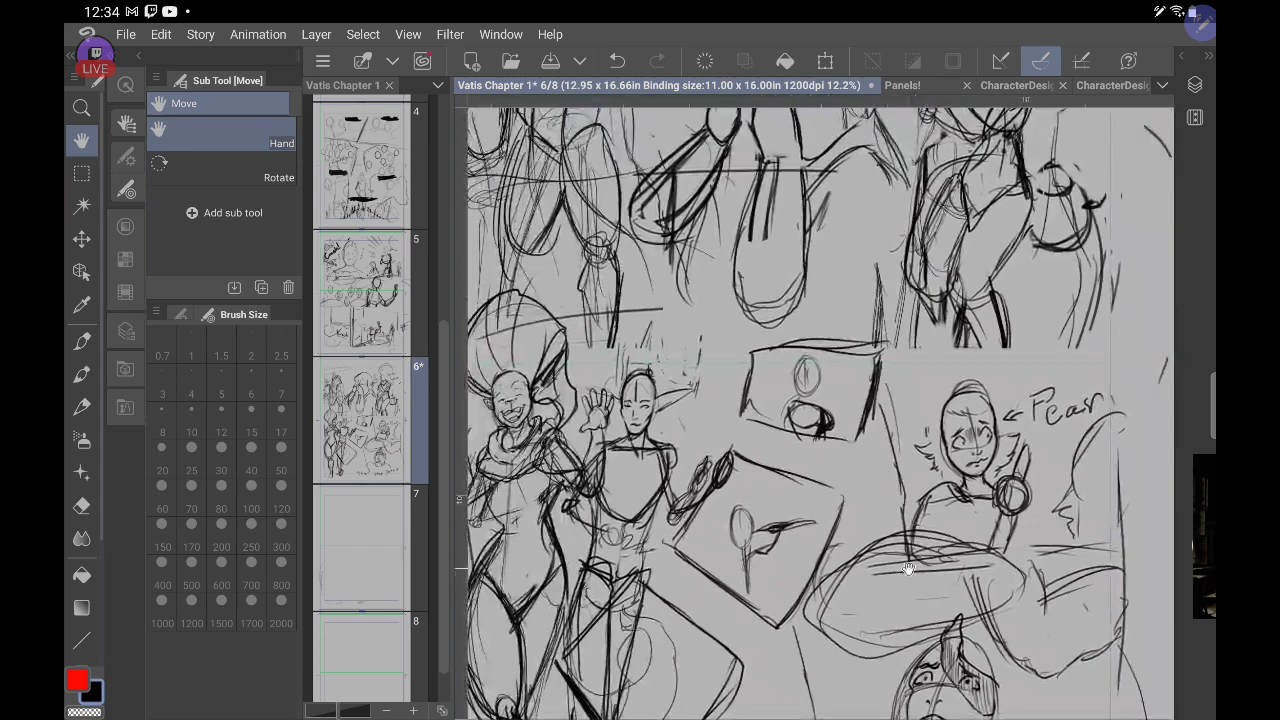 12:34
LIVE
File Edit Story Animation Layer Select View Filter Window Help
Sub Tool [Move]
Vatis Chapter 1
Vatis Chapter 1* 6/8 (12.95 x 16.66in Binding size:11.00 x 16.00in 1200dpi 12.2%)
Panels!
CharacterDesig
CharacterDesig
Move
Hand
Rotate
Add sub tool
Brush Size
0.7 1 1.5 2 2.5
3 4 5 6 7
8 10 12 15 17
20 25 30 40 50
60 70 80 100 120
150 170 200 250 300
400 500 600 700 800
1000 1200 1500 1700 2000
4
5
6*
7
8
Pear